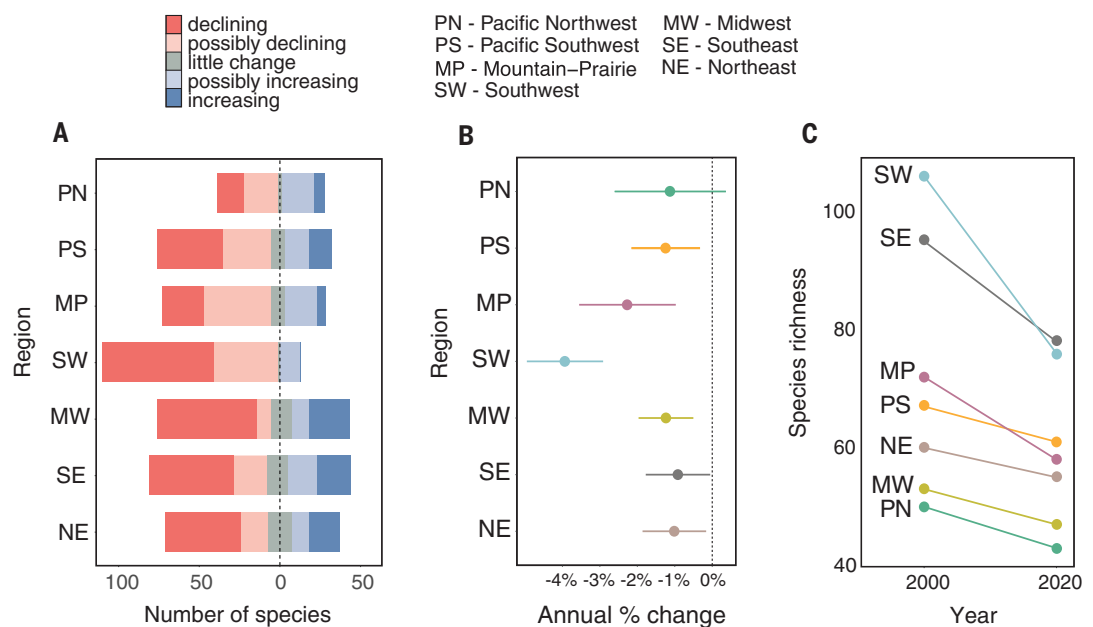 declining
possibly declining
little change
possibly increasing
increasing
PN - Pacific Northwest
PS - Pacific Southwest
MP - Mountain–Prairie
SW - Southwest
MW - Midwest
SE - Southeast
NE - Northeast
A
Region
PN
PS
MP
SW
MW
SE
NE
100 50 0 50
Number of species
B
Region
PN
PS
MP
SW
MW
SE
NE
-4% -3% -2% -1% 0%
Annual % change
C
Species richness
100
80
60
40
SW
SE
MP
PS
NE
MW
PN
2000 2020
Year